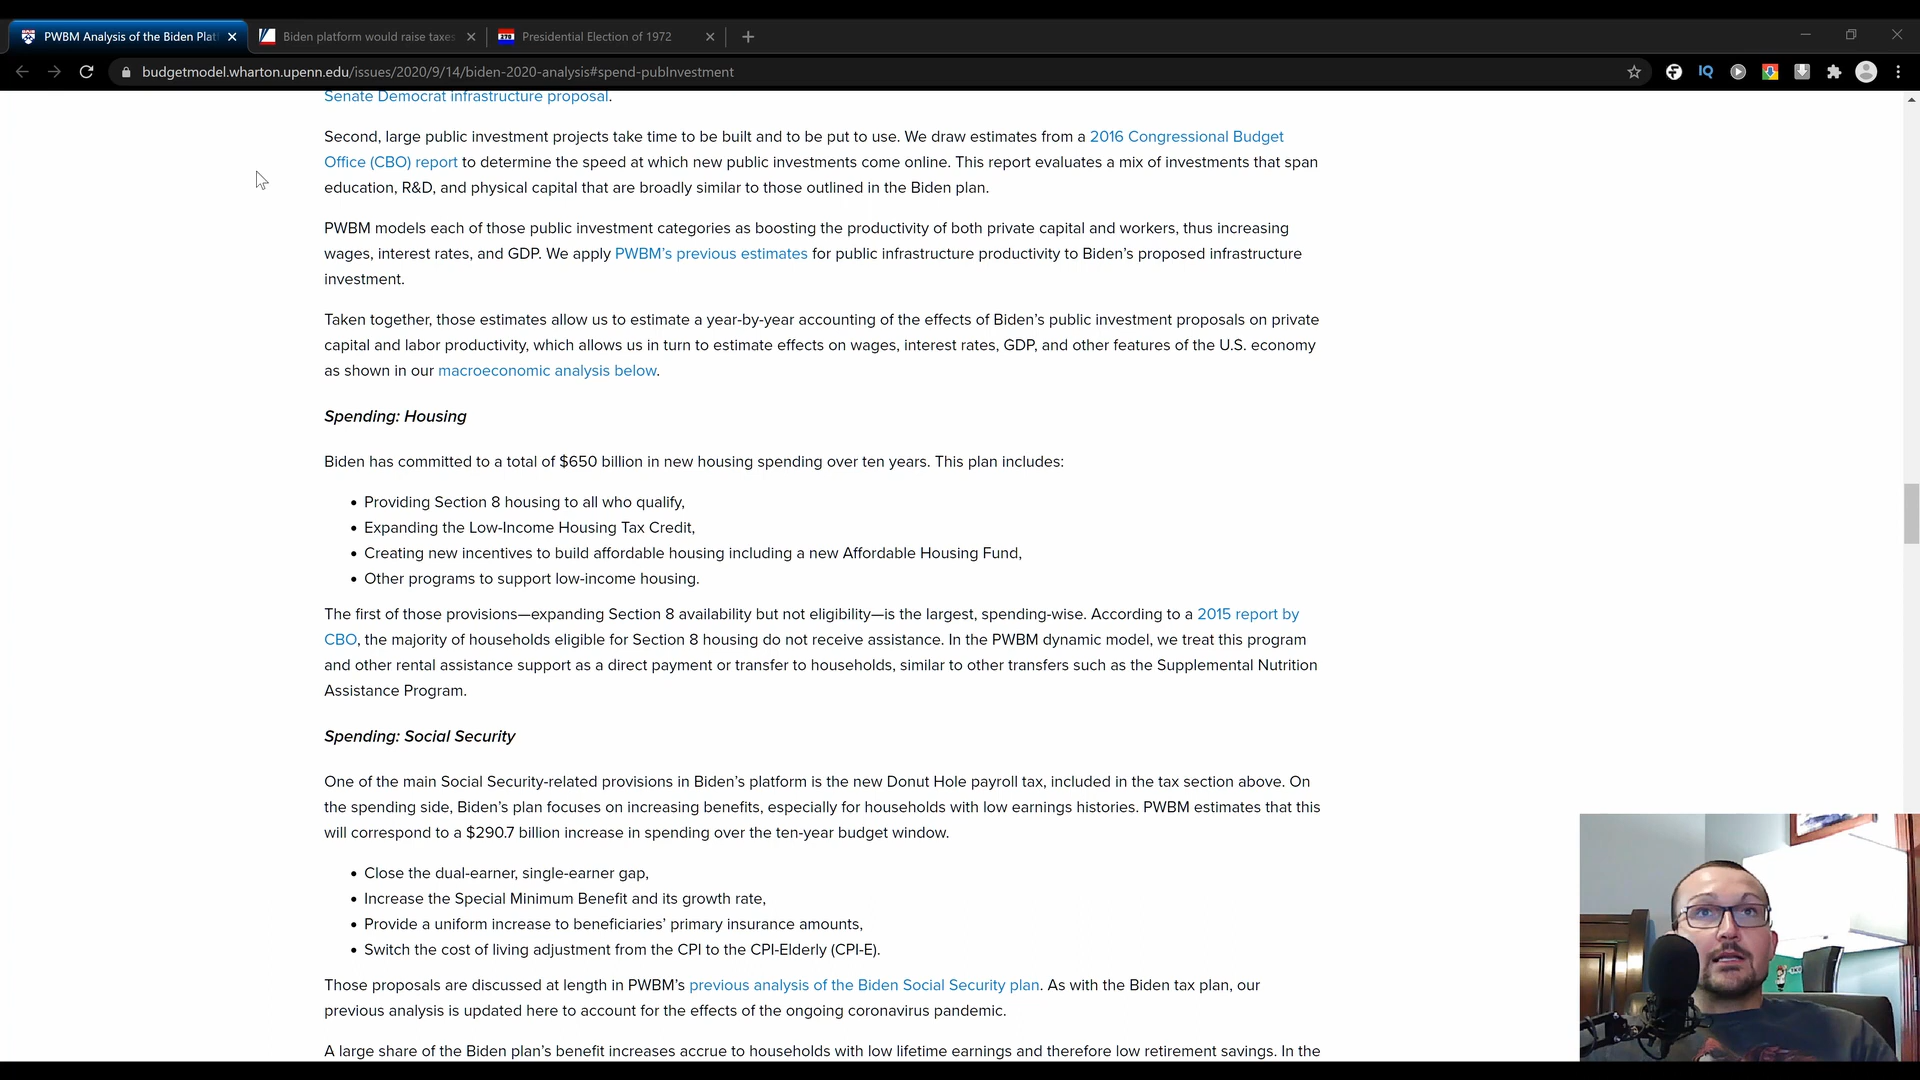 PWBM Analysis of the Biden Plat
Biden platform would raise taxes
270
Presidential Election of 1972
budgetmodel.wharton.upenn.edu/issues/2020/9/14/biden-2020-analysis#spend-pubInvestment
IQ
Senate Democrat infrastructure proposal.
Second, large public investment projects take time to be built and to be put to use. We draw estimates from a 2016 Congressional Budget
Office (CBO) report to determine the speed at which new public investments come online. This report evaluates a mix of investments that span
education, R&D, and physical capital that are broadly similar to those outlined in the Biden plan.
PWBM models each of those public investment categories as boosting the productivity of both private capital and workers, thus increasing
wages, interest rates, and GDP. We apply PWBM’s previous estimates for public infrastructure productivity to Biden’s proposed infrastructure
investment.
Taken together, those estimates allow us to estimate a year-by-year accounting of the effects of Biden’s public investment proposals on private
capital and labor productivity, which allows us in turn to estimate effects on wages, interest rates, GDP, and other features of the U.S. economy
as shown in our macroeconomic analysis below.
Spending: Housing
Biden has committed to a total of $650 billion in new housing spending over ten years. This plan includes:
• Providing Section 8 housing to all who qualify,
• Expanding the Low-Income Housing Tax Credit,
• Creating new incentives to build affordable housing including a new Affordable Housing Fund,
• Other programs to support low-income housing.
The first of those provisions—expanding Section 8 availability but not eligibility—is the largest, spending-wise. According to a 2015 report by
CBO, the majority of households eligible for Section 8 housing do not receive assistance. In the PWBM dynamic model, we treat this program
and other rental assistance support as a direct payment or transfer to households, similar to other transfers such as the Supplemental Nutrition
Assistance Program.
Spending: Social Security
One of the main Social Security-related provisions in Biden’s platform is the new Donut Hole payroll tax, included in the tax section above. On
the spending side, Biden’s plan focuses on increasing benefits, especially for households with low earnings histories. PWBM estimates that this
will correspond to a $290.7 billion increase in spending over the ten-year budget window.
• Close the dual-earner, single-earner gap,
• Increase the Special Minimum Benefit and its growth rate,
• Provide a uniform increase to beneficiaries’ primary insurance amounts,
• Switch the cost of living adjustment from the CPI to the CPI-Elderly (CPI-E).
Those proposals are discussed at length in PWBM’s previous analysis of the Biden Social Security plan. As with the Biden tax plan, our
previous analysis is updated here to account for the effects of the ongoing coronavirus pandemic.
A large share of the Biden plan’s benefit increases accrue to households with low lifetime earnings and therefore low retirement savings. In the